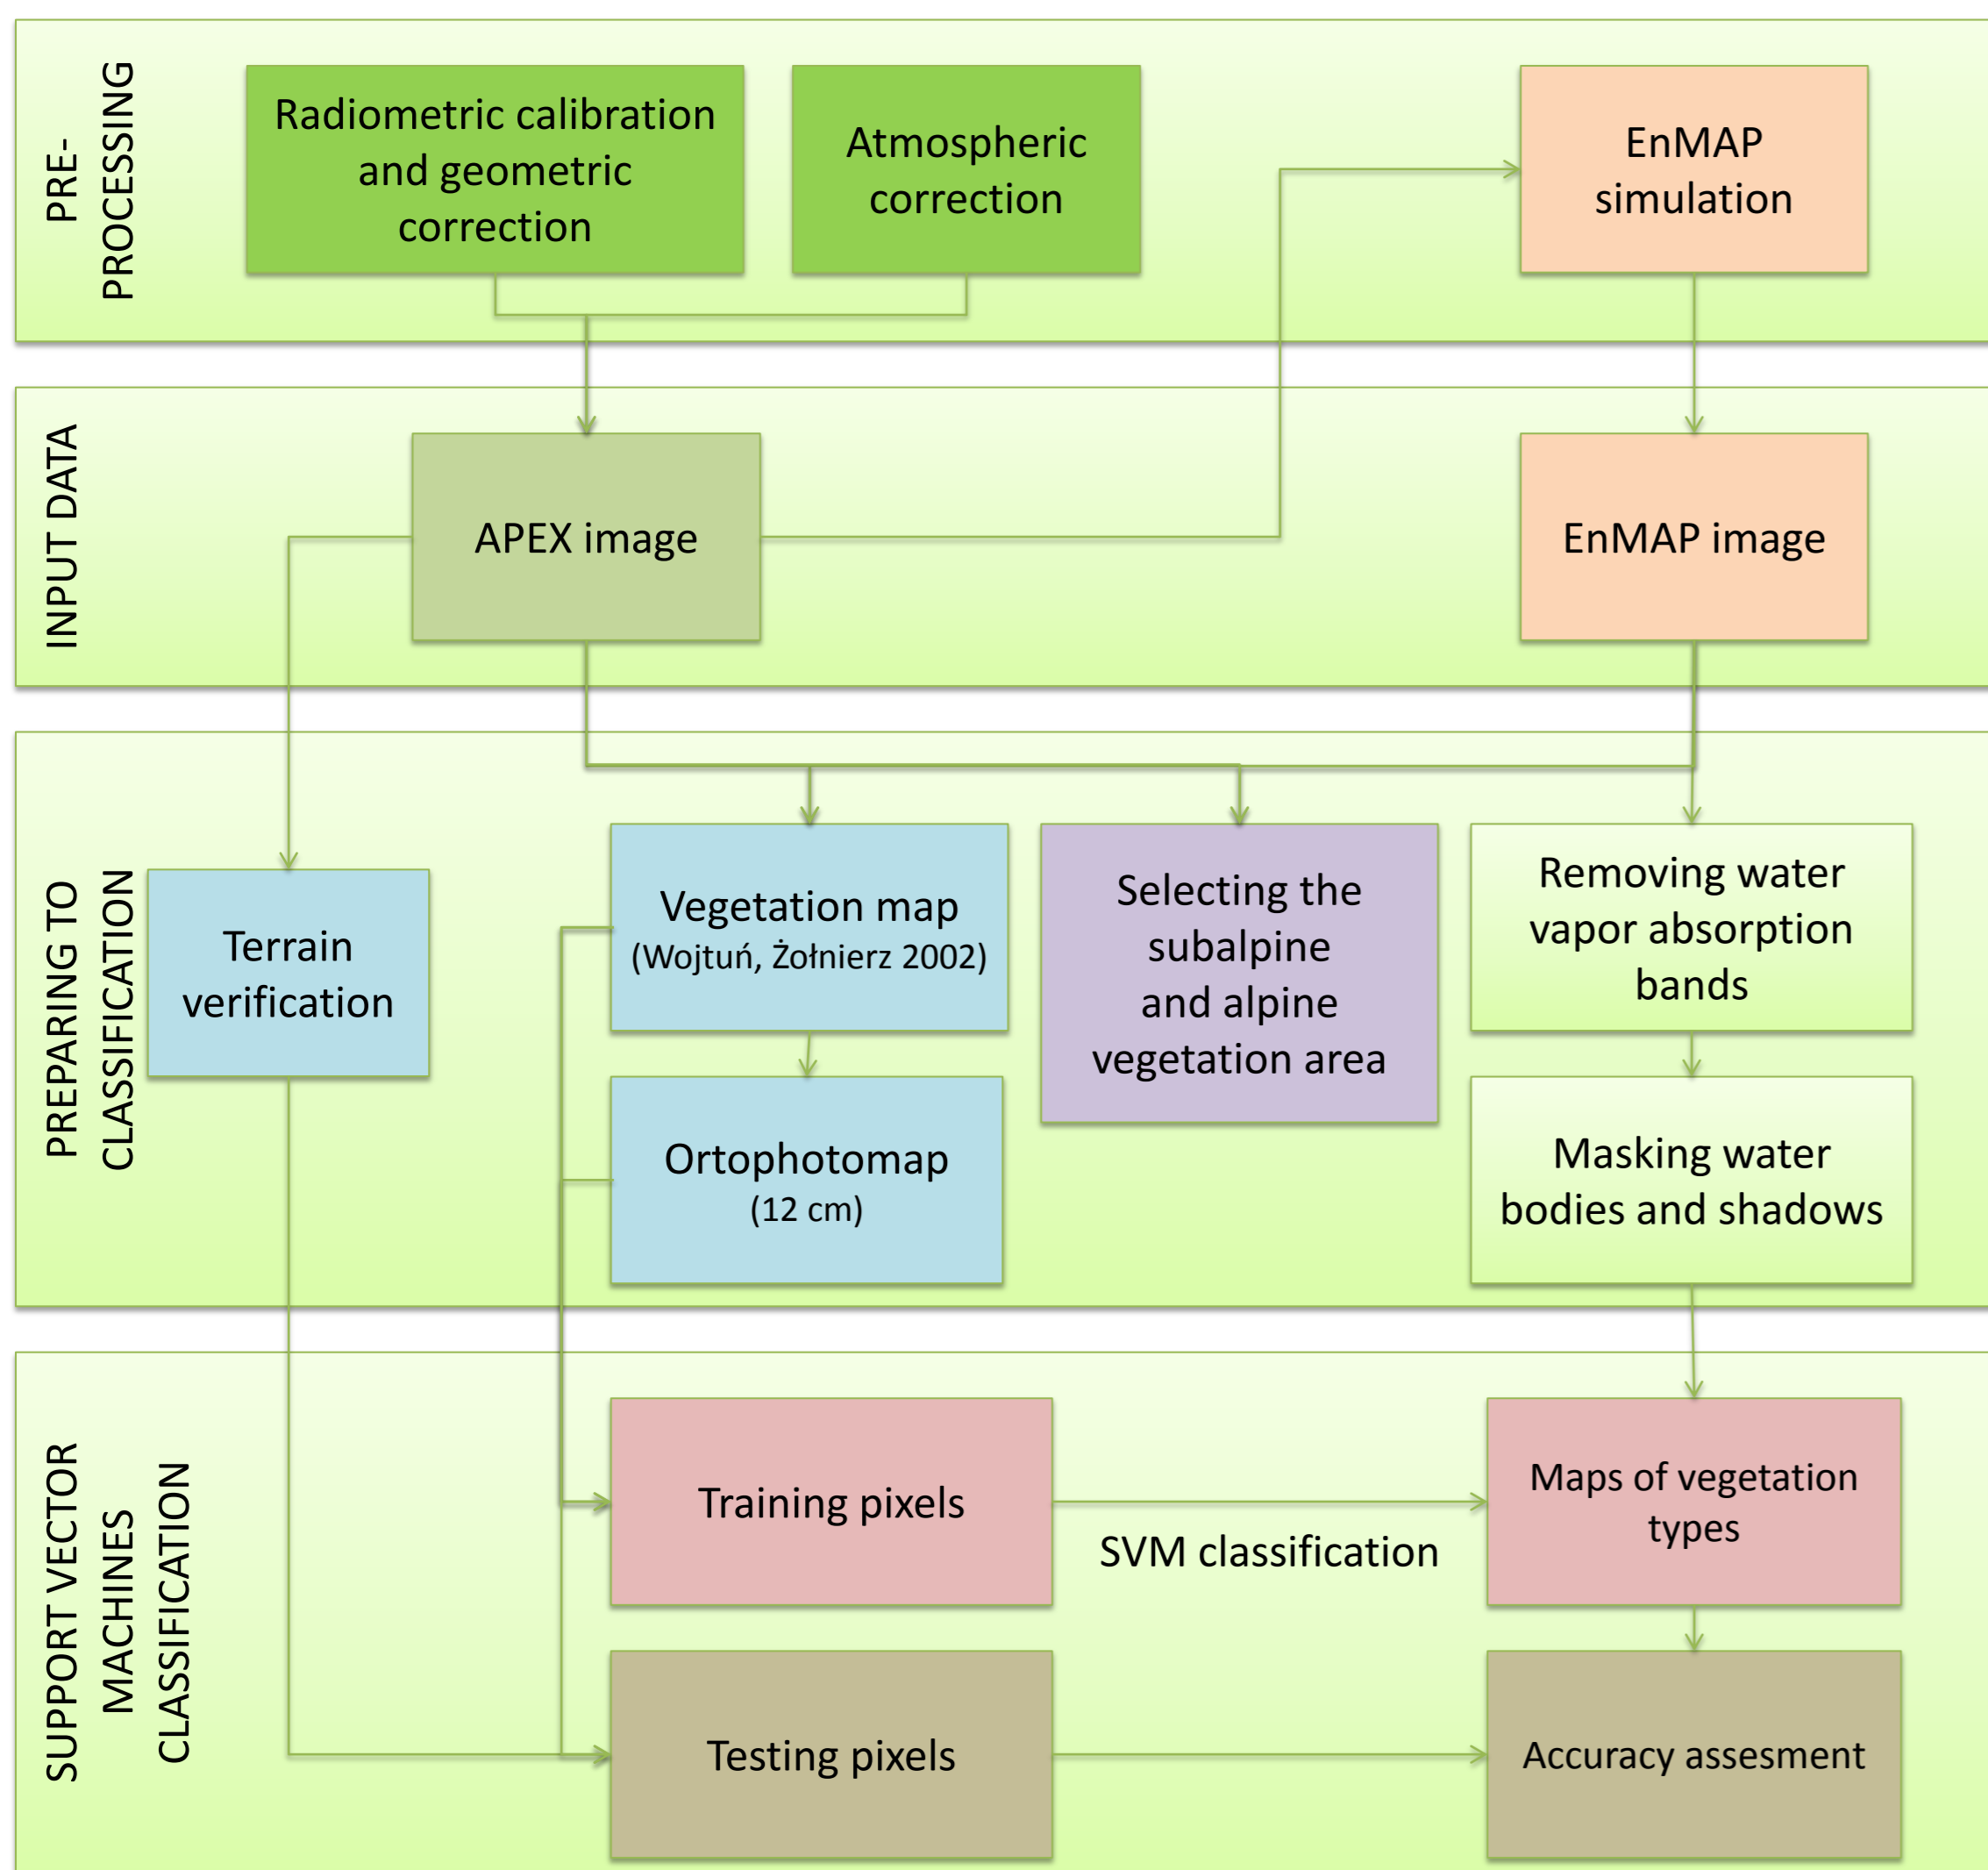 PRE-
PROCESSING
Radiometric calibration
and geometric
correction
Atmospheric
correction
EnMAP
simulation
INPUT DATA
APEX image
EnMAP image
PREPARING TO
CLASSIFICATION
Terrain
verification
Vegetation map
(Wojtuń, Żołnierz 2002)
Ortophotomap
(12 cm)
Selecting the
subalpine
and alpine
vegetation area
Removing water
vapor absorption
bands
Masking water
bodies and shadows
SUPPORT VECTOR
MACHINES
CLASSIFICATION
Training pixels
SVM classification
Maps of vegetation
types
Testing pixels
Accuracy assesment